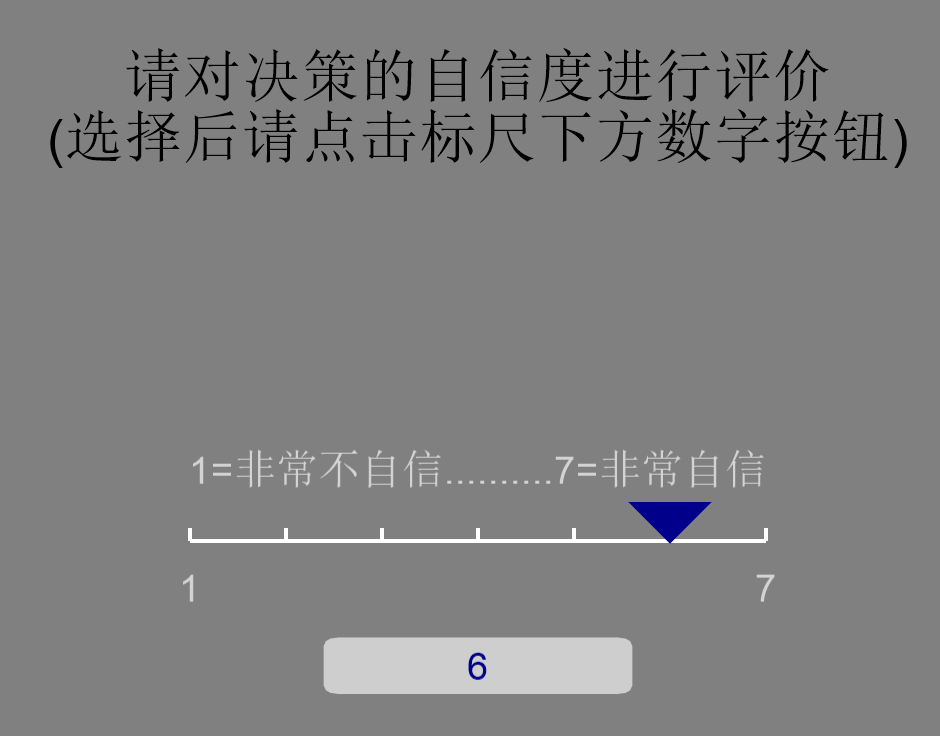 请对决策的自信度进行评价
(选择后请点击标尺下方数字按钮)
1=非常不自信..........7=非常自信
1 7
6